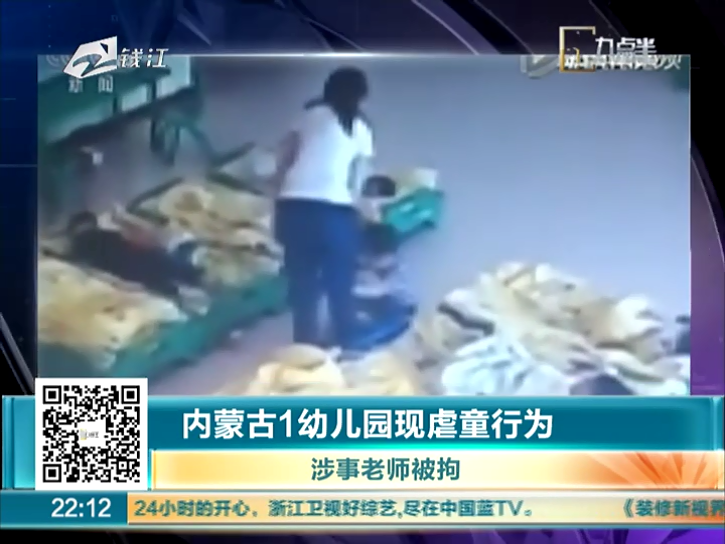 钱江
新闻
九点半
内蒙古1幼儿园现虐童行为
涉事老师被拘
22:12
24小时的开心,浙江卫视好综艺,尽在中国蓝TV。
《装修新视界